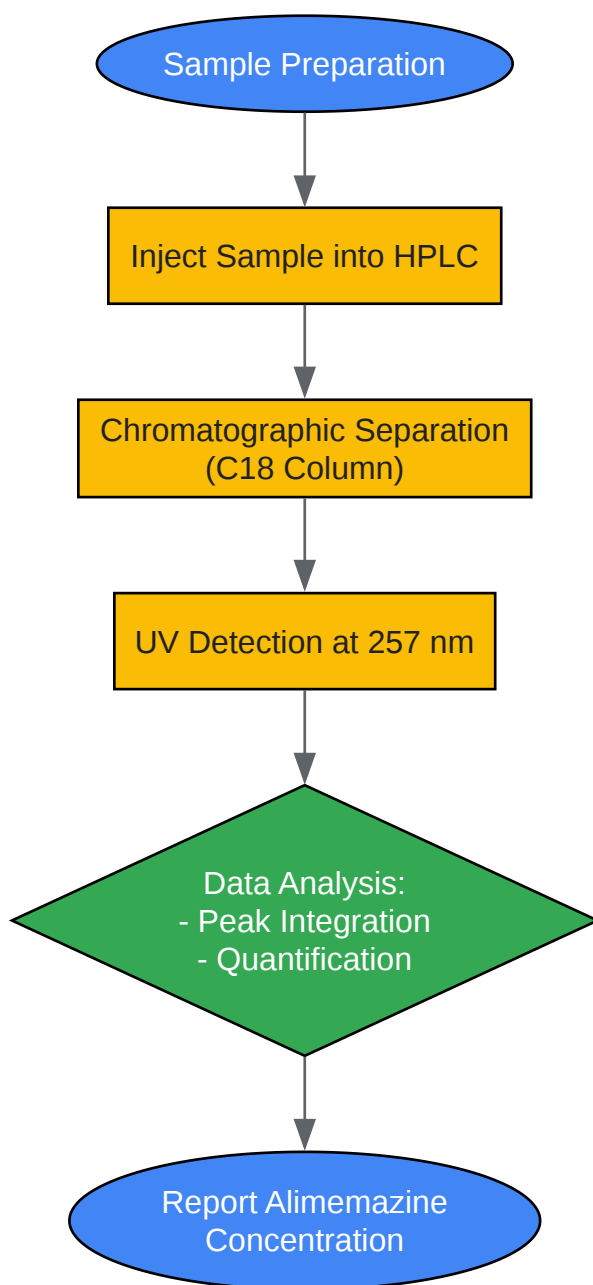 Sample Preparation
Inject Sample into HPLC
Chromatographic Separation
(C18 Column)
UV Detection at 257 nm
Data Analysis:
- Peak Integration
- Quantification
Report Alimemazine
Concentration